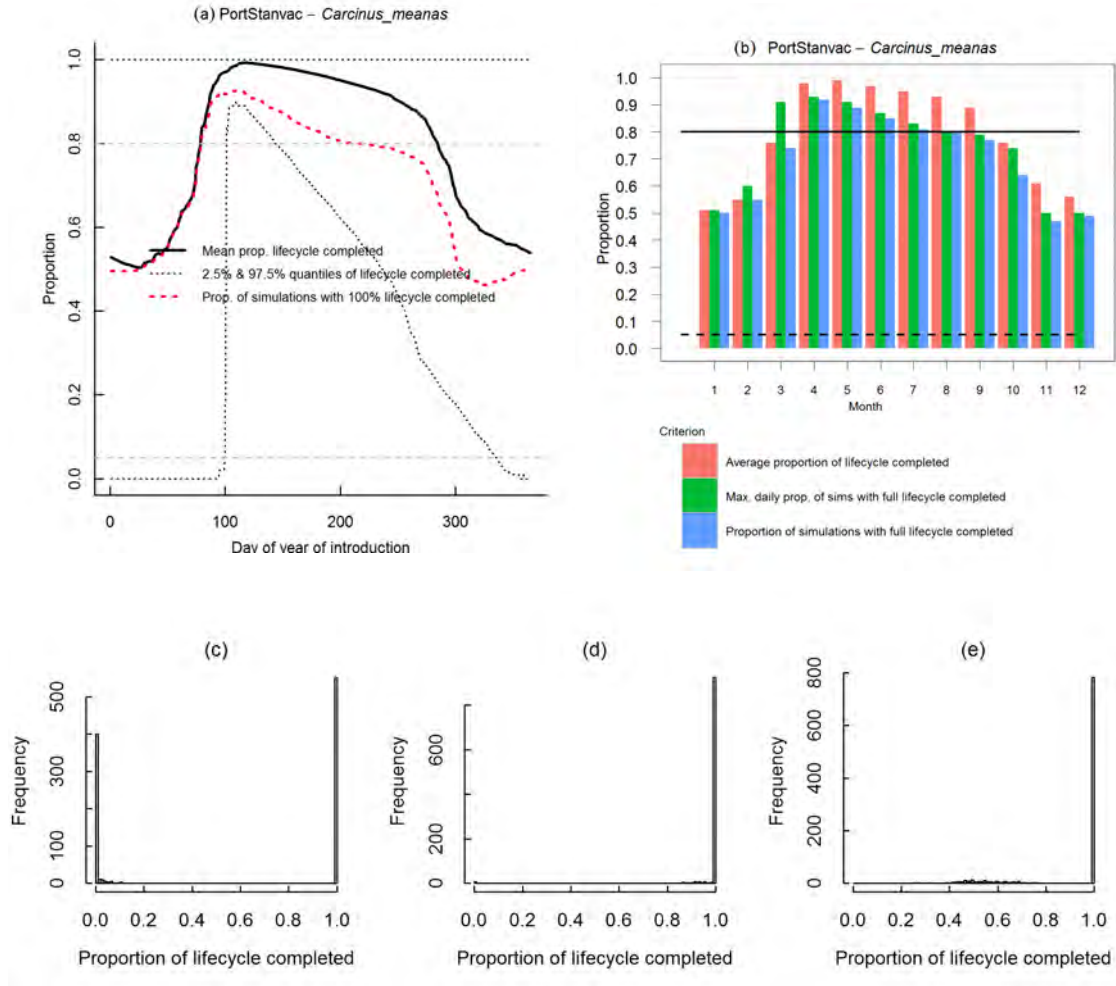 (a) PortStanvac – Carcinus_meanas
1.0
0.8
0.6
0.4
0.2
0.0
Proportion
Mean prop. lifecycle completed
2.5% & 97.5% quantiles of lifecycle completed
Prop. of simulations with 100% lifecycle completed
0 100 200 300
Day of year of introduction
(b) PortStanvac – Carcinus_meanas
1.0
0.9
0.8
0.7
0.6
0.5
0.4
0.3
0.2
0.1
0.0
Proportion
1 2 3 4 5 6 7 8 9 10 11 12
Month
Criterion
Average proportion of lifecycle completed
Max. daily prop. of sims with full lifecycle completed
Proportion of simulations with full lifecycle completed
(c)
500
300
100
0
Frequency
0.0 0.2 0.4 0.6 0.8 1.0
Proportion of lifecycle completed
(d)
600
400
200
0
Frequency
0.0 0.2 0.4 0.6 0.8 1.0
Proportion of lifecycle completed
(e)
800
600
400
200
0
Frequency
0.0 0.2 0.4 0.6 0.8 1.0
Proportion of lifecycle completed